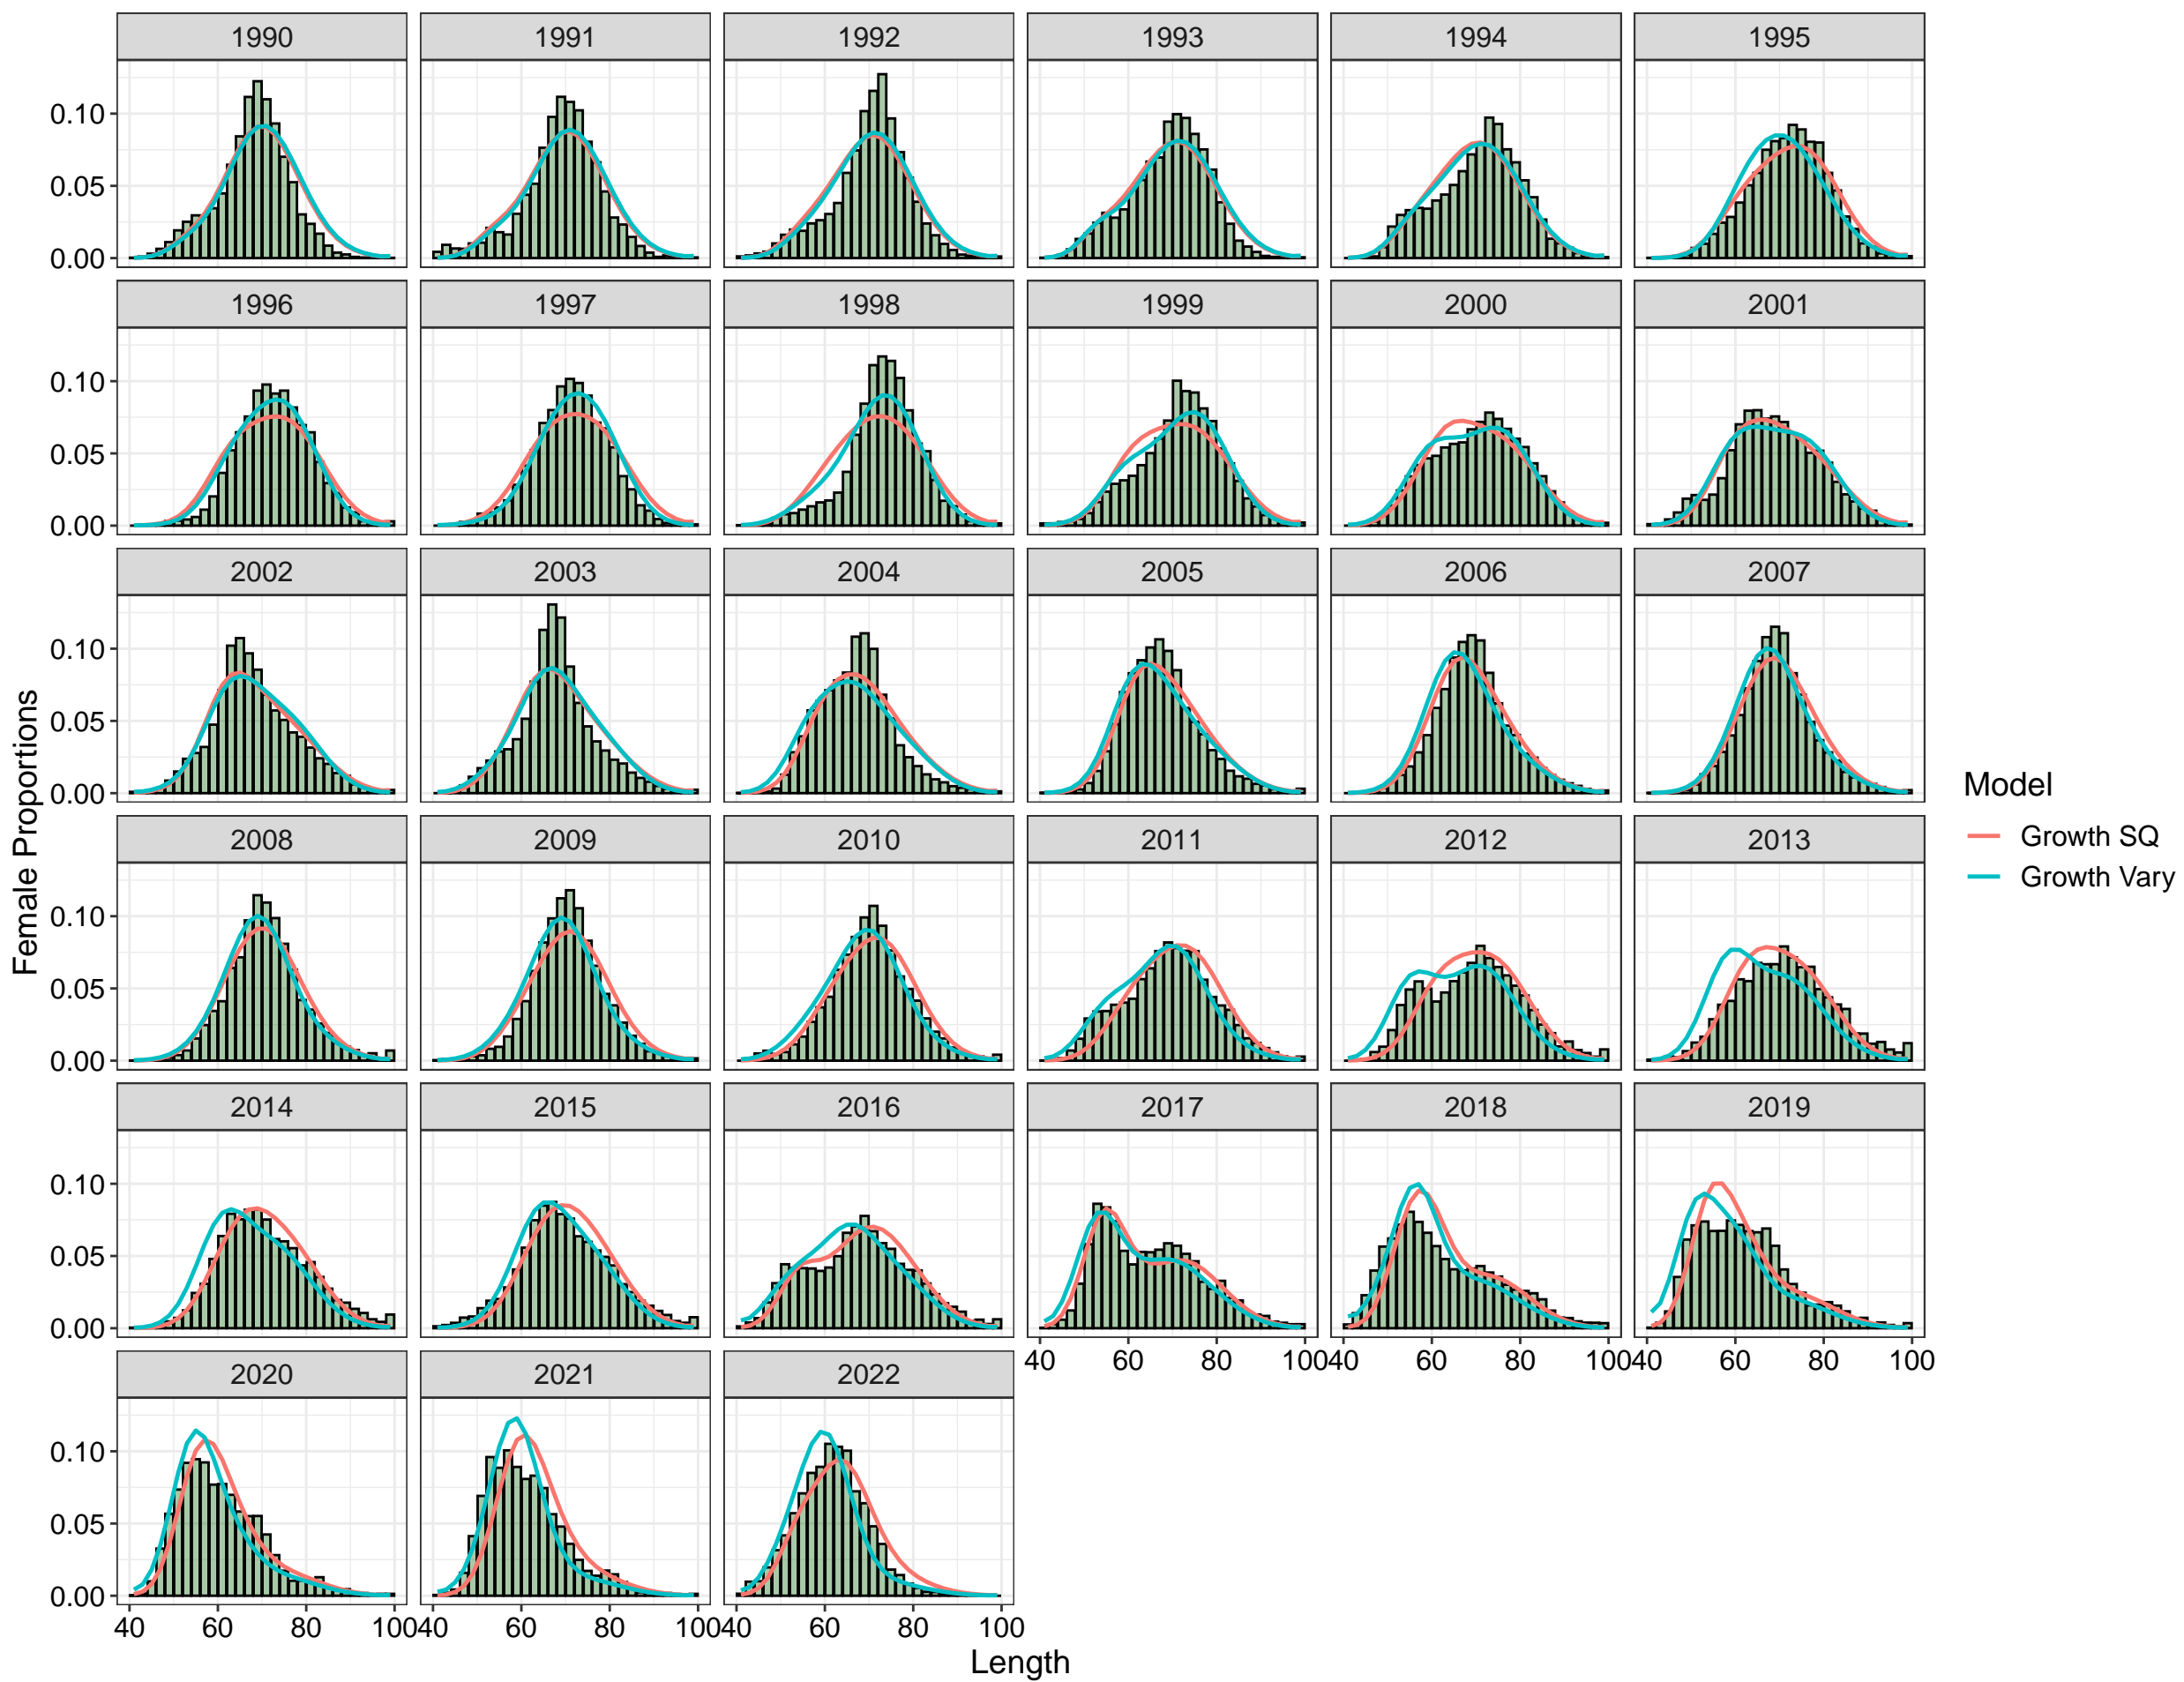 1990 1991 1992 1993 1994 1995
0.10
0.05
0.00
1996 1997 1998 1999 2000 2001
0.10
0.05
0.00
2002 2003 2004 2005 2006 2007
0.10
0.05
0.00
Female Proportions
Model
Growth SQ
Growth Vary
2008 2009 2010 2011 2012 2013
0.10
0.05
0.00
2014 2015 2016 2017 2018 2019
0.10
0.05
0.00
40 60 80 100 40 60 80 100 40 60 80 100
2020 2021 2022
0.10
0.05
0.00
40 60 80 100 40 60 80 100 40 60 80 100
Length